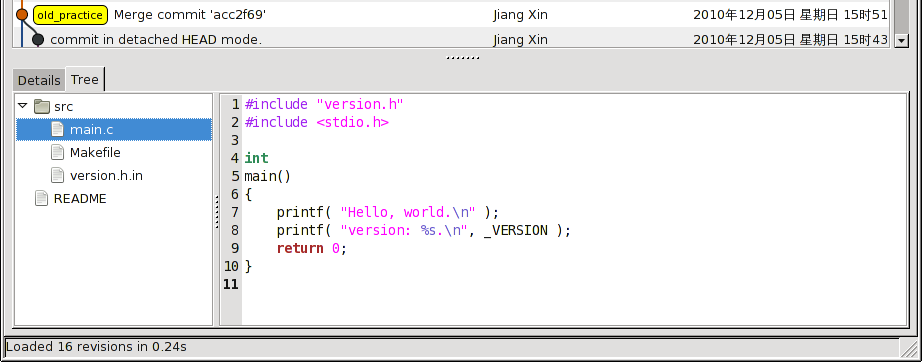 old_practice Merge commit 'acc2f69' Jiang Xin 2010年12月05日 星期日 15时51
commit in detached HEAD mode. Jiang Xin 2010年12月05日 星期日 15时43
Details Tree
src
main.c
Makefile
version.h.in
README
1 #include "version.h"
2 #include <stdio.h>
3
4 int
5 main()
6 {
7     printf( "Hello, world.\n" );
8     printf( "version: %s.\n", _VERSION );
9     return 0;
10 }
11
Loaded 16 revisions in 0.24s